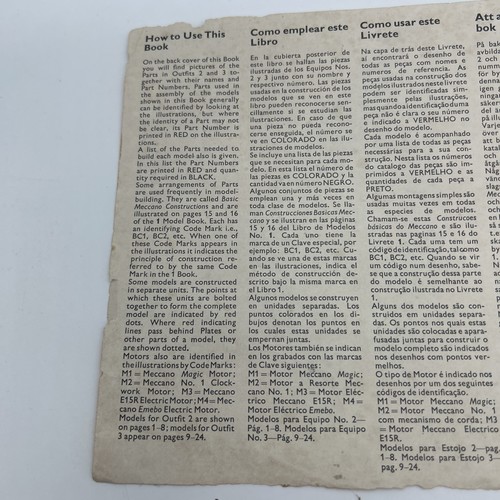 How to Use This
Book
On the back cover of this book
you will find pictures of the
Parts in Outfit 2 and 3 to-
gether with their names and
Part Numbers. Parts used in
the assembly of the models
shown in this Book generally
can be identified by looking at
the illustrations, but where
the identity of a Part may not
be clear, its Part Number is
printed in RED on the illustra-
tions.
A list of the Parts needed to
build each model also is given.
In this list the Part Numbers
are printed in RED and quan-
tity required in BLACK.
Some arrangements of Parts
are used frequently in model-
building. They are called Basic
Meccano Constructions and are
illustrated on pages 15 and 16
of the 1 Model Book. Each has
an identifying Code Mark i.e.,
BC1, BC2, etc. When one of
these Code Marks appears in
the illustrations it indicates the
principle of construction re-
ferred to by the same Code
Mark in the 1 Book.
Some models are constructed
in separate units. The points at
which these units are bolted
together to form the complete
model are indicated by red
dots. Where red indicating
lines pass behind Plates or
other parts of a model, they
are shown dotted.
Motors also are identified in
the illustrations by Code Marks:
M1=Meccano Magic Motor;
M2=Meccano No. 1 Clock-
work Motor; M3=Meccano
E15R Electric Motor; M4=Mec-
cano Emebo Electric Motor.
Models for Outfit 2 are shown
on pages 1–8; models for Outfit
3 appear on pages 9–24.
Como emplear este
Libro
En la cubierta posterior de
este libro se hallan las piezas
ilustradas de los Equipos Nos.
2 y 3 junto con su nombre y
respectivo número. Las piezas
usadas en la construcción de los
modelos que se ven en este
libro pueden reconocerse sen-
cillamente si se estudian las
ilustraciones. En caso de que
una pieza no pueda recono-
cerse enseguida, el número se
ve en COLORADO en las ilu-
straciones de modelos.
Se incluye una lista de las piezas
que se necesitan para cada mo-
delo. En esta lista el número de
las piezas es COLORADO y la
cantidad va en número NEGRO.
Algunos conjuntos de piezas se
emplean una y más veces en
toda clase de modelos. Se lla-
man Construcciones Basicas Mec-
cano y se ilustran en las páginas
15 y 16 del Libro de Modelos
No. 1. Cada uno tiene la
marca de un Clave especial, por
ejemplo: BC1, BC2, etc. Cu-
ando se ve una de estas marcas
en las ilustraciones, indica el
método de construcción des-
crito bajo la misma marca en
el Libro 1.
Algunos modelos se construyen
en unidades separadas. Los
puntos colorados en los di-
bujos denotan los puntos en
los cuales estas unidades se
empernan juntas.
Los Motores también se indican
en los grabados con las marcas
de Clave siguientes:
M1=Motor Meccano Magic;
M2=Motor a Resorte Mec-
cano No. 1; M3=Motor Eléc-
trico Meccano E15R; M4=
Motor Eléctrico Emebo.
Modelos para Equipo No. 2—
Pág. 1–8. Modelos para Equipo
No. 3—Pág. 9–24.
Como usar este
Livrete
Na capa de trás deste Livrete,
aí encontrará o desenho de
todas as peças com nomes e
numeros de referencia. As
peças usadas na construção dos
modelos ilustrados neste livrete
podem ser identificadas sim-
plesmente pelas illustrações,
mas quando a identificação duma
peça não é clara o seu número
é indicado a VERMELHO no
desenho do modelo.
Cada modelo é acompanhado
por uma lista de todas as peças
necessárias para a sua con-
strução. Nesta lista os números
do catalogo das peças são im-
primidos a VERMELHO e as
quantidades de cada peça a
PRETO.
Algumas montagens simples são
usadas muitas vezes em todas
as especies de modelos.
Chamam-se estas Construcoes
básicas do Meccano e são ilu-
stradas nas paginas 15 e 16 do
Livrete 1. Cada uma tem um
código de identificação, tal como
BC1, BC2, etc. Quando se vir
um código num desenho, sabe-
se que a construção dessa parte
do modelo é semelhante ao
construção ilustrada no Livrete
1.
Alguns dos modelos são con-
struidos em unidades separa-
das. Os pontos nos quais estas
unidades são acopladas ou apara-
fusadas juntas para construir o
modelo completo são indicados
nos desenhos com pontos ver-
melhos.
O tipo de Motor é indicado nos
desenhos por um dos seguintes
códigos de identificação.
M1 = Motor Meccano Magic;
M2 = Motor Meccano No. 1
com mecanismo de corda; M3
= Motor Meccano Electrico
E15R.
Modelos para Estojo 2—pag.
1–8. Modelos para Estojo 3—
pag. 9–24.
Att a
bok
På bak
avbilda
2 och
numme